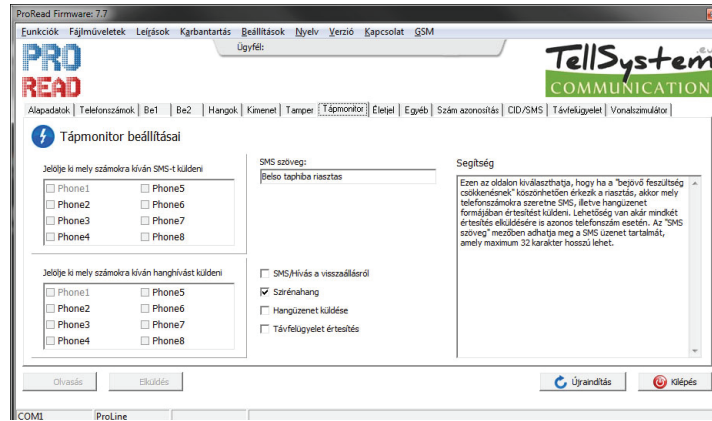 ProRead Firmware: 7.7
Funkciók Fájlműveletek Leírások Karbantartás Beállítások Nyelv Verzió Kapcsolat GSM
Ügyfél:
PRO
READ
TellSystem.eu
COMMUNICATION
Alapadatok Telefonszámok Be1 Be2 Hangok Kimenet Tamper Tápmonitor Életjel Egyéb Szám azonosítás CID/SMS Távfelügyelet Vonalszimulátor
Tápmonitor beállításai
Jelölje ki mely számokra kíván SMS-t küldeni
Phone1 Phone5
Phone2 Phone6
Phone3 Phone7
Phone4 Phone8
Jelölje ki mely számokra kíván hanghívást küldeni
Phone1 Phone5
Phone2 Phone6
Phone3 Phone7
Phone4 Phone8
SMS szöveg:
Belso taphiba riasztas
SMS/Hívás a visszaállásról
Szirénahang
Hangüzenet küldése
Távfelügyelet értesítés
Segítség
Ezen az oldalon kiválaszthatja, hogy ha a "bejövő feszültség
csökkenésnek" köszönhetően érkezik a riasztás, akkor mely
telefonszámokra szeretne SMS, illetve hangüzenet
formájában értesítést küldeni. Lehetőség van akár mindkét
értesítés elküldésére is azonos telefonszám esetén. Az "SMS
szöveg" mezőben adhatja meg a SMS üzenet tartalmát,
amely maximum 32 karakter hosszú lehet.
Olvasás Elküldés Újraindítás Kilépés
COM1 ProLine